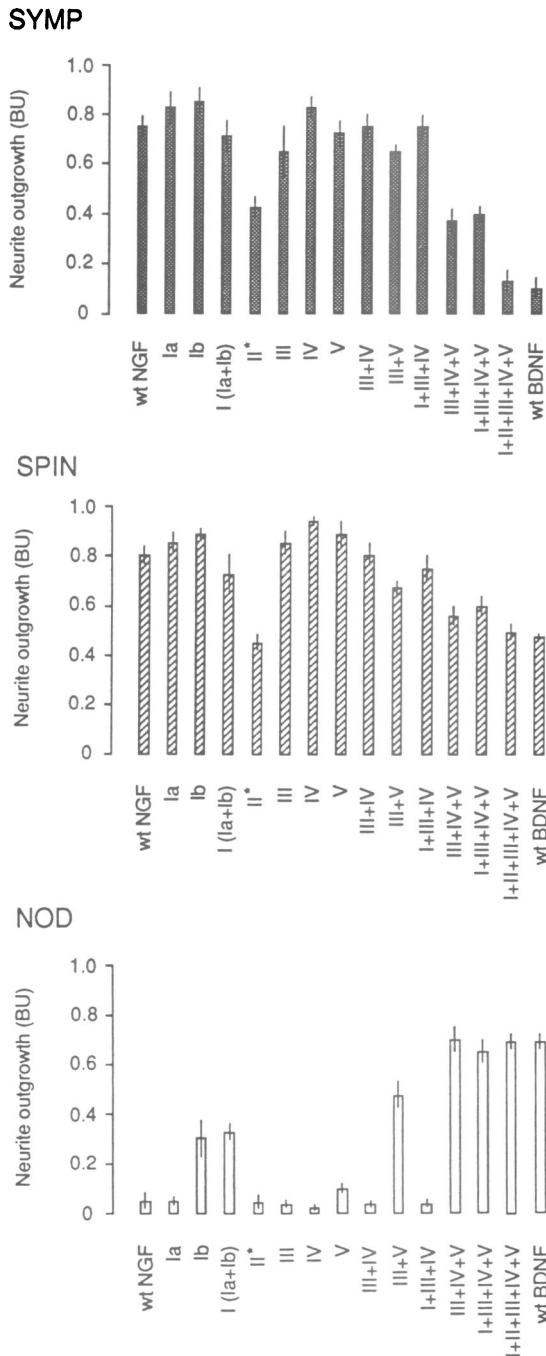 SYMP
Neurite outgrowth (BU)
1.0
0.8
0.6
0.4
0.2
0
wt NGF
Ia
Ib
I (Ia+Ib)
II*
III
IV
V
III+IV
III+V
I+III+IV
III+IV+V
I+III+IV+V
I+II+III+IV+V
wt BDNF
SPIN
Neurite outgrowth (BU)
1.0
0.8
0.6
0.4
0.2
0
wt NGF
Ia
Ib
I (Ia+Ib)
II*
III
IV
V
III+IV
III+V
I+III+IV
III+IV+V
I+III+IV+V
I+II+III+IV+V
wt BDNF
NOD
Neurite outgrowth (BU)
1.0
0.8
0.6
0.4
0.2
0
wt NGF
Ia
Ib
I (Ia+Ib)
II*
III
IV
V
III+IV
III+V
I+III+IV
III+IV+V
I+III+IV+V
I+II+III+IV+V
wt BDNF